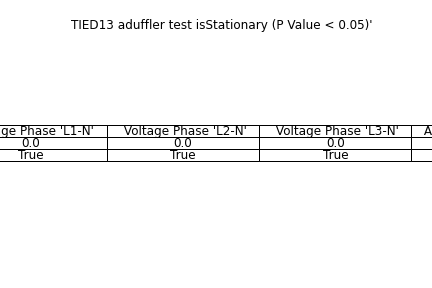 TIED13 aduffler test isStationary (P Value < 0.05)'
ge Phase 'L1-N' Voltage Phase 'L2-N' Voltage Phase 'L3-N' A
0.0 0.0 0.0
True True True